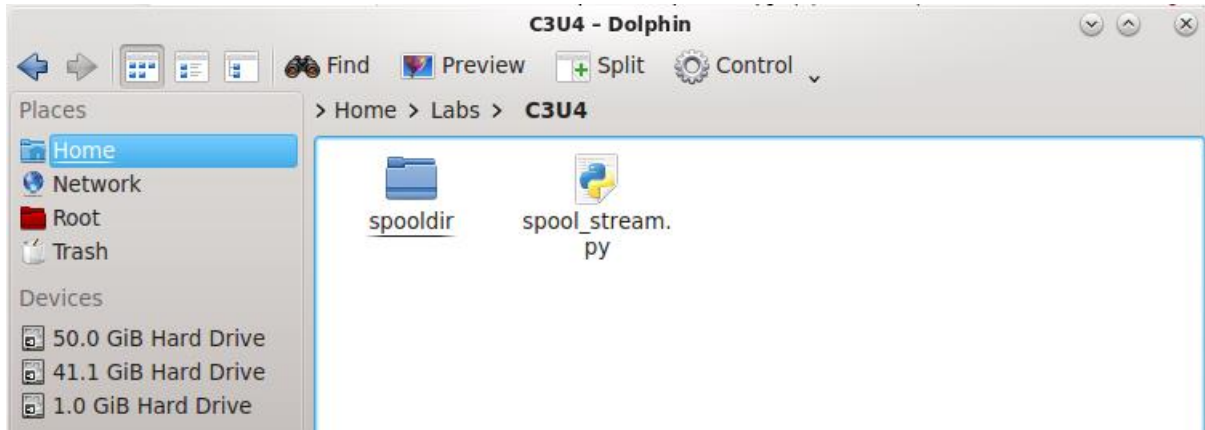 C3U4 – Dolphin
Find Preview Split Control
Places
> Home > Labs > C3U4
Home
Network
Root
Trash
Devices
50.0 GiB Hard Drive
41.1 GiB Hard Drive
1.0 GiB Hard Drive
spooldir
spool_stream.
py